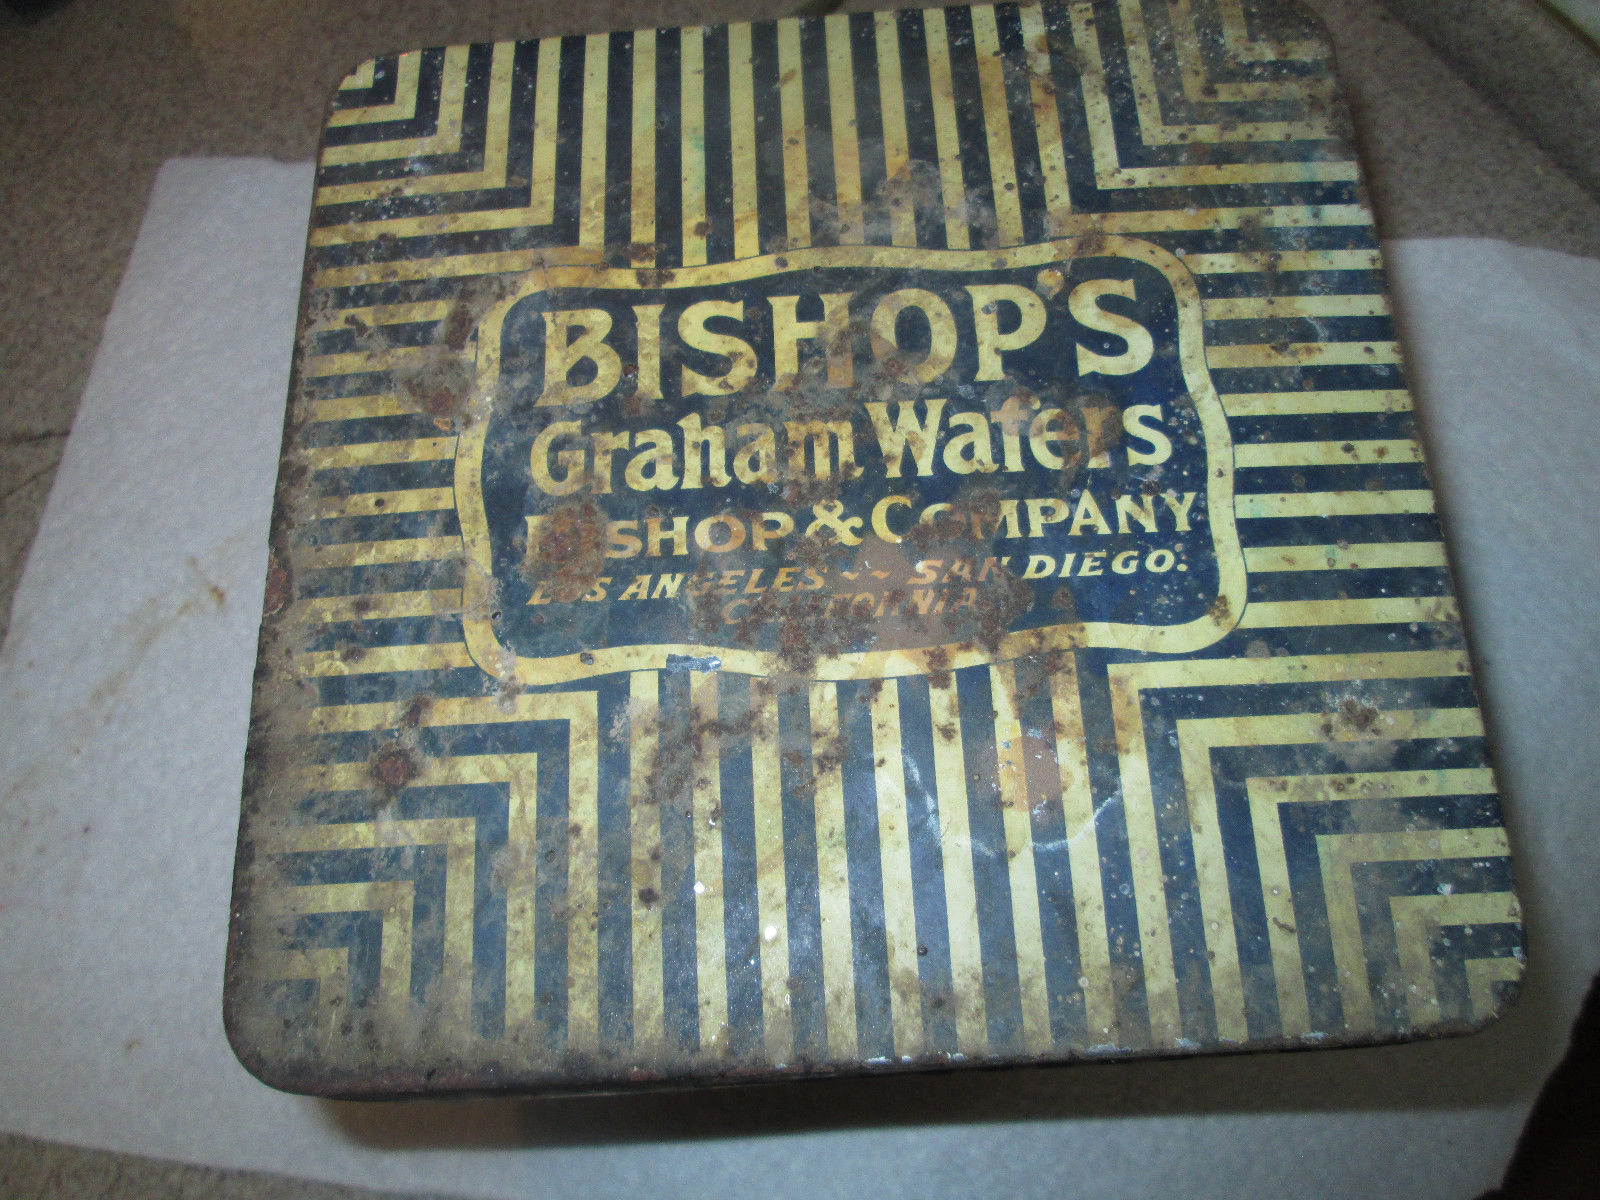 BISHOP'S
Graham Wafers
BISHOP & COMPANY
LOS ANGELES ~~ SAN DIEGO.
CALIFORNIA